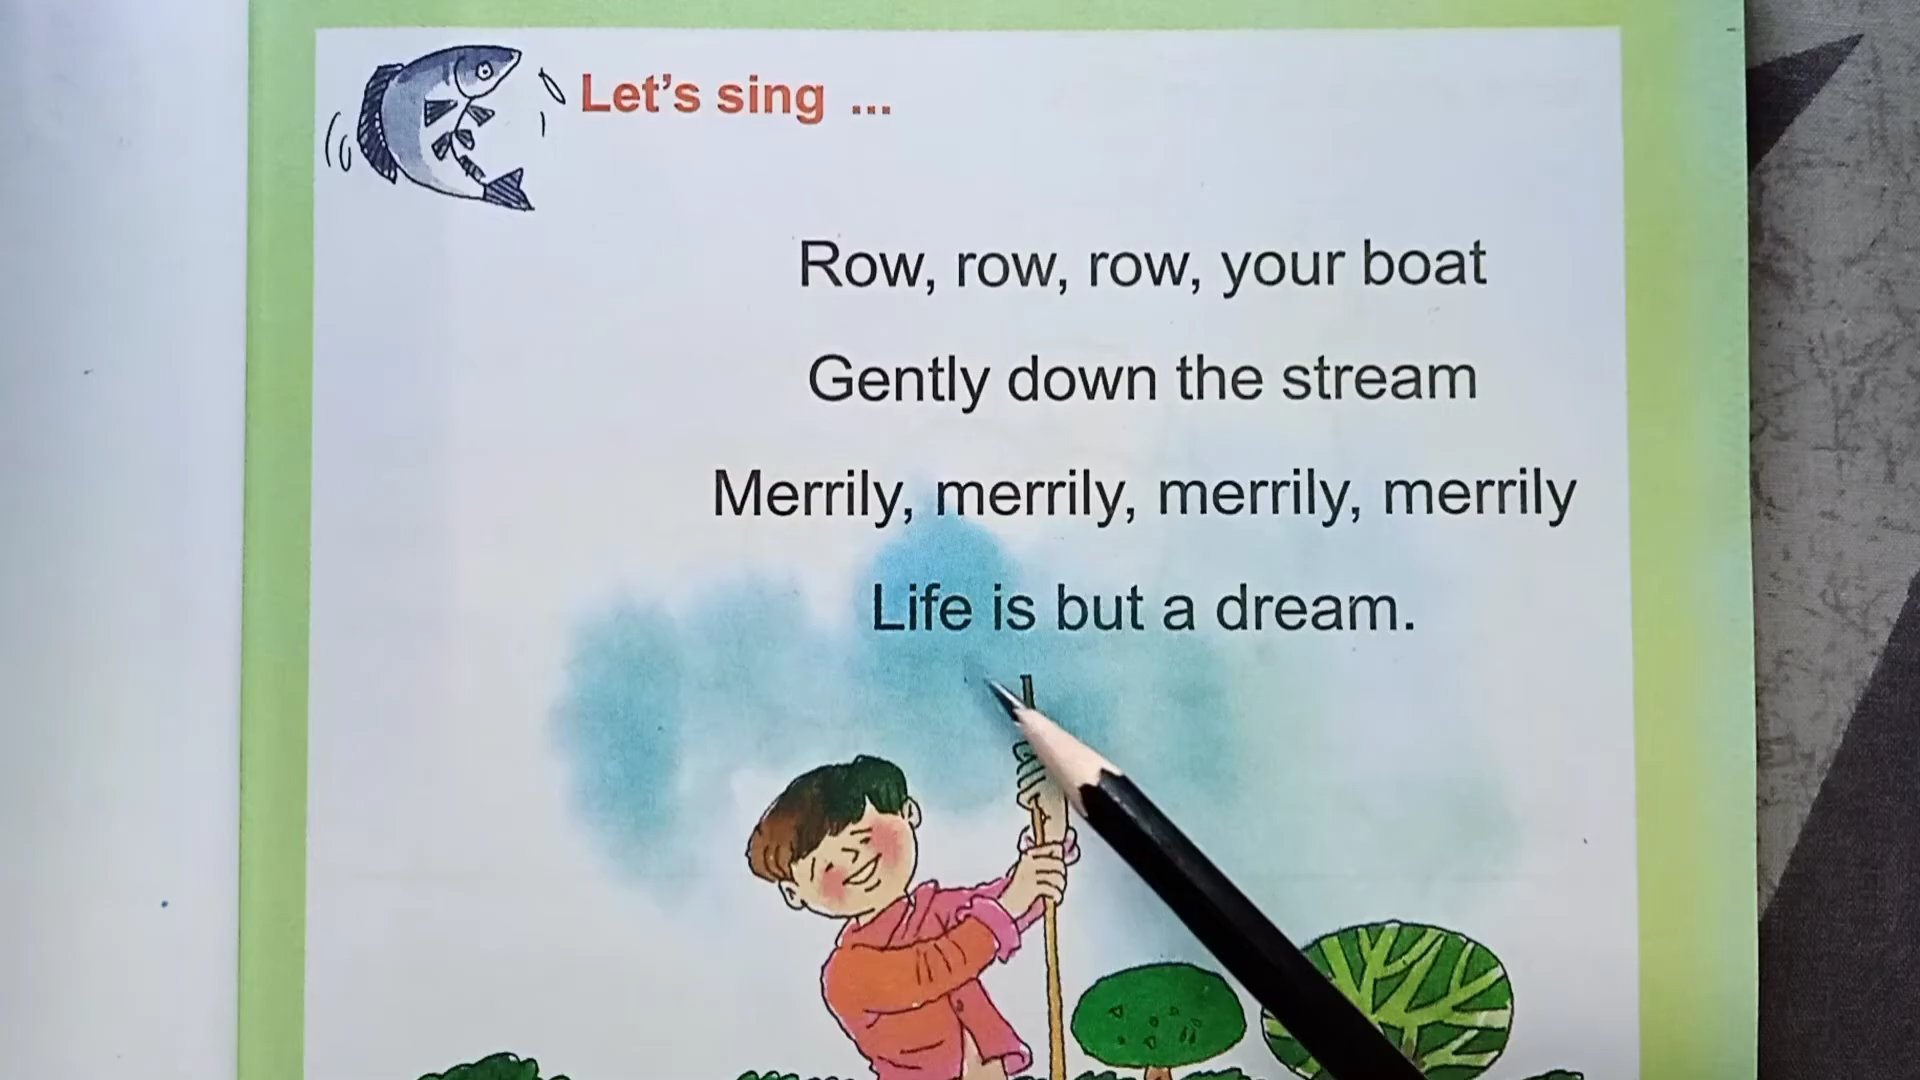 Let's sing ...
Row, row, row, your boat
Gently down the stream
Merrily, merrily, merrily, merrily
Life is but a dream.